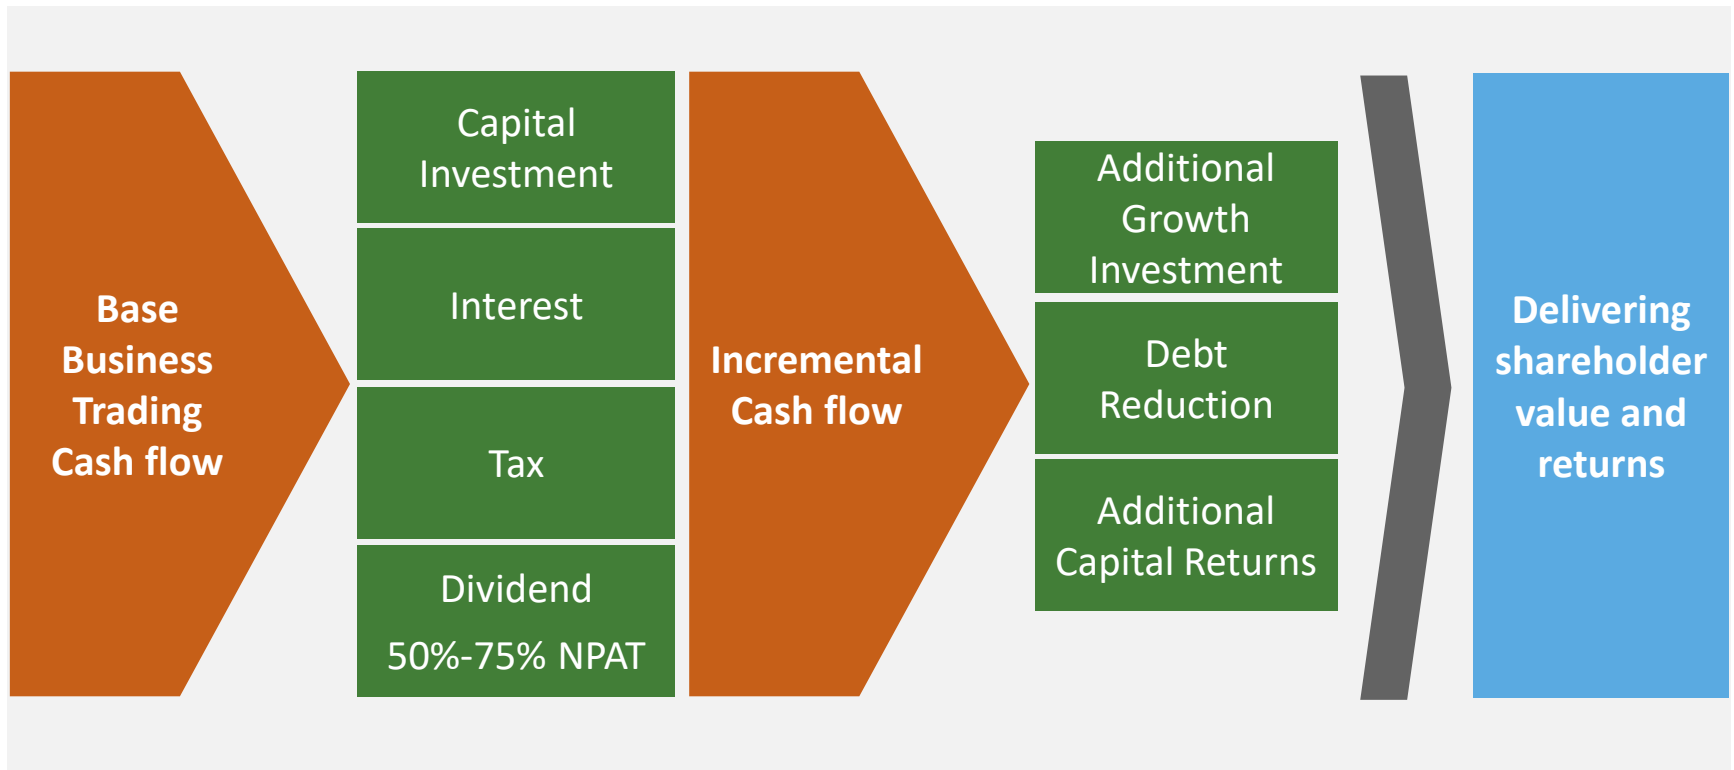 Base
Business
Trading
Cash flow
Capital
Investment
Interest
Tax
Dividend
50%-75% NPAT
Incremental
Cash flow
Additional
Growth
Investment
Debt
Reduction
Additional
Capital Returns
Delivering
shareholder
value and
returns